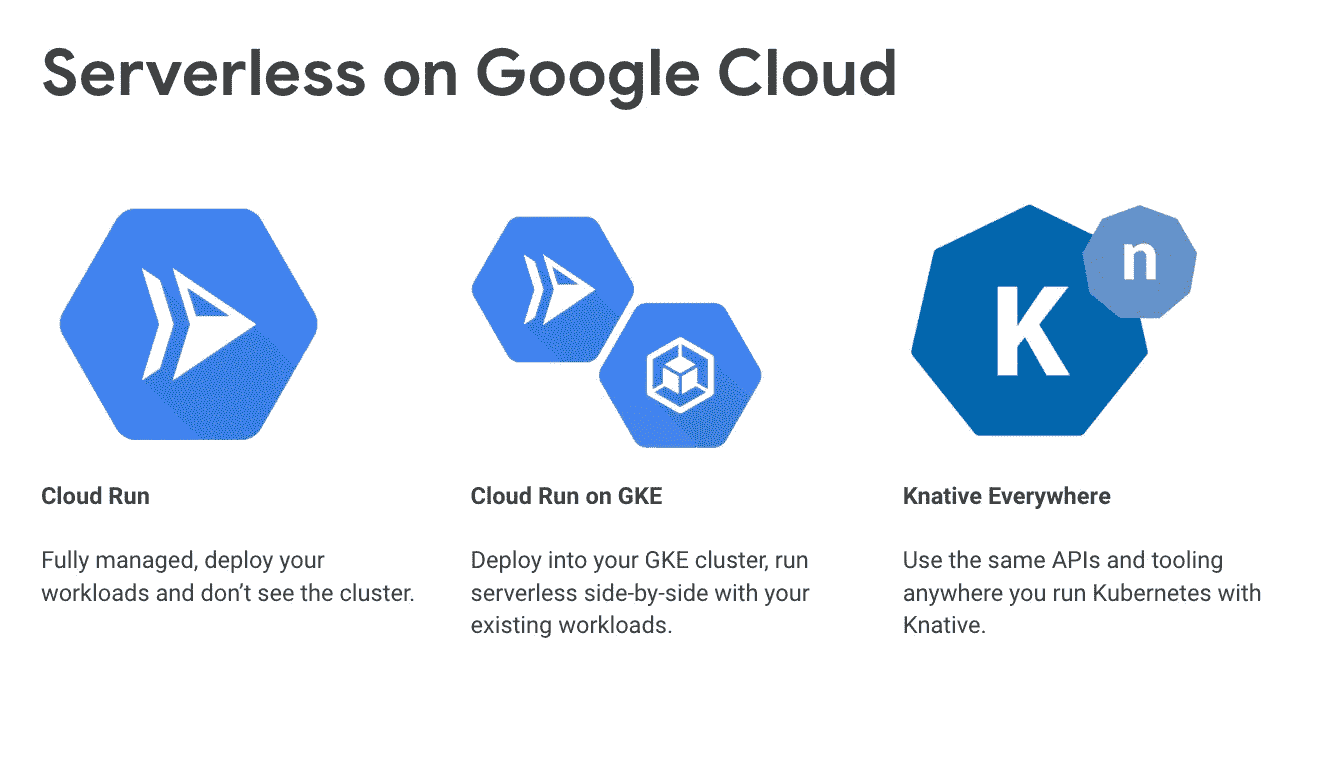 Serverless on Google Cloud
K
n
Cloud Run
Fully managed, deploy your
workloads and don’t see the cluster.
Cloud Run on GKE
Deploy into your GKE cluster, run
serverless side-by-side with your
existing workloads.
Knative Everywhere
Use the same APIs and tooling
anywhere you run Kubernetes with
Knative.